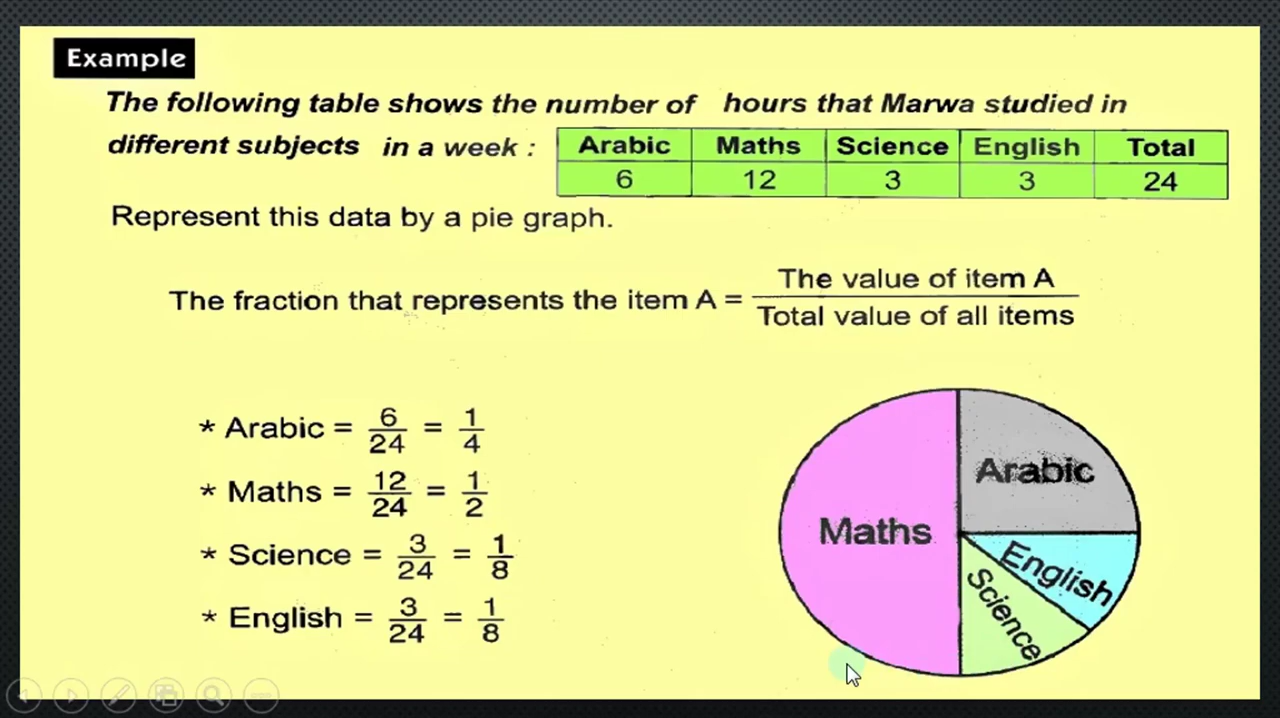 Example
The following table shows the number of hours that Marwa studied in
different subjects in a week :
Arabic Maths Science English Total
6 12 3 3 24
Represent this data by a pie graph.
The fraction that represents the item A = The value of item A / Total value of all items
* Arabic = 6/24 = 1/4
* Maths = 12/24 = 1/2
* Science = 3/24 = 1/8
* English = 3/24 = 1/8
Arabic
Maths
English
Science